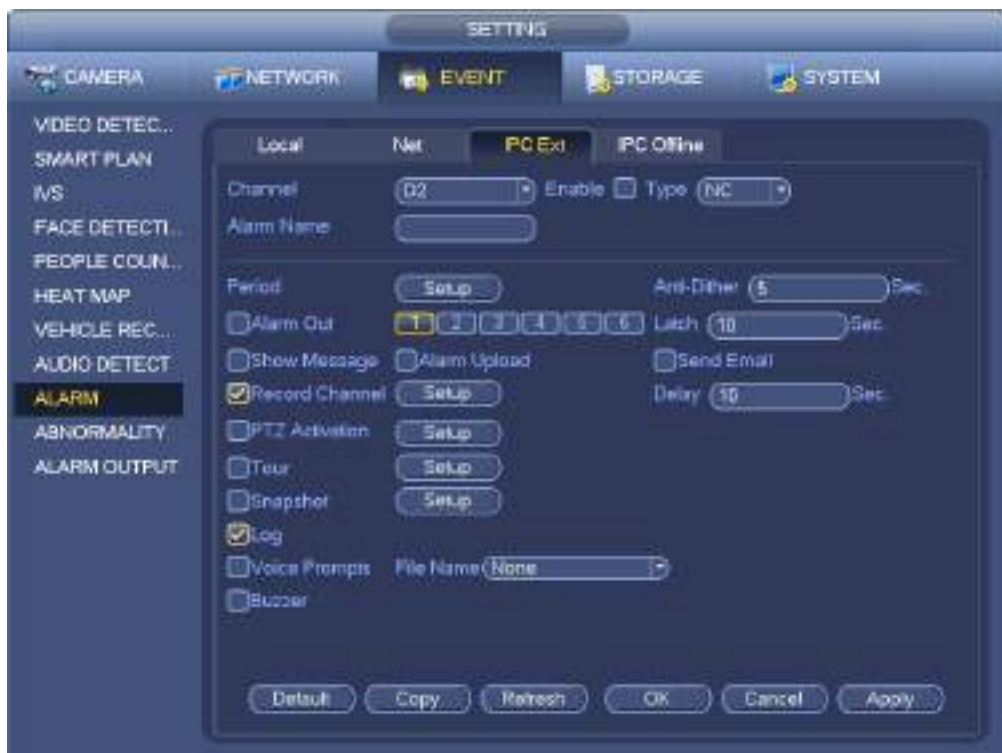 SETTING
CAMERA NETWORK EVENT STORAGE SYSTEM
VIDEO DETEC...
SMART PLAN
IVS
FACE DETECTI...
PEOPLE COUN...
HEAT MAP
VEHICLE REC...
AUDIO DETECT
ALARM
ABNORMALITY
ALARM OUTPUT
Local Net IPC Ext IPC Offline
Channel D2 Enable Type NC
Alarm Name
Period Setup Anti-Dither 5 Sec.
Alarm Out 1 2 3 4 5 6 Latch 10 Sec.
Show Message Alarm Upload Send Email
Record Channel Setup Delay 10 Sec.
PTZ Activation Setup
Tour Setup
Snapshot Setup
Log
Voice Prompts File Name None
Buzzer
Default Copy Refresh OK Cancel Apply